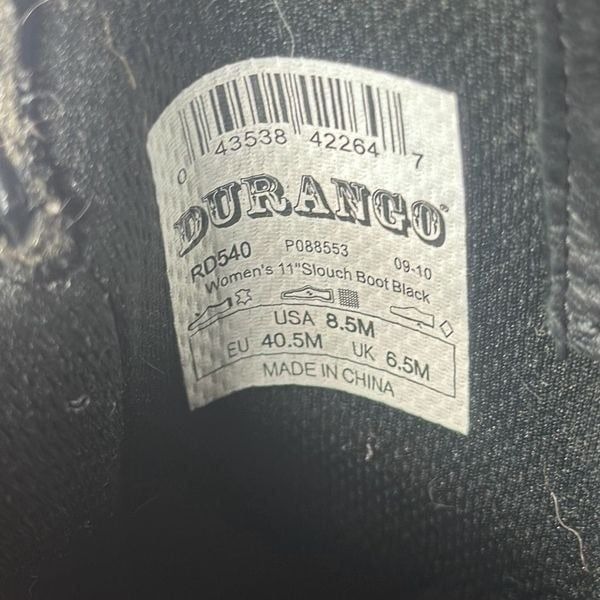 0 43538 42264 7
DURANGO
RD540 P088553 09-10
Women's 11"Slouch Boot Black
USA 8.5M
EU 40.5M UK 6.5M
MADE IN CHINA